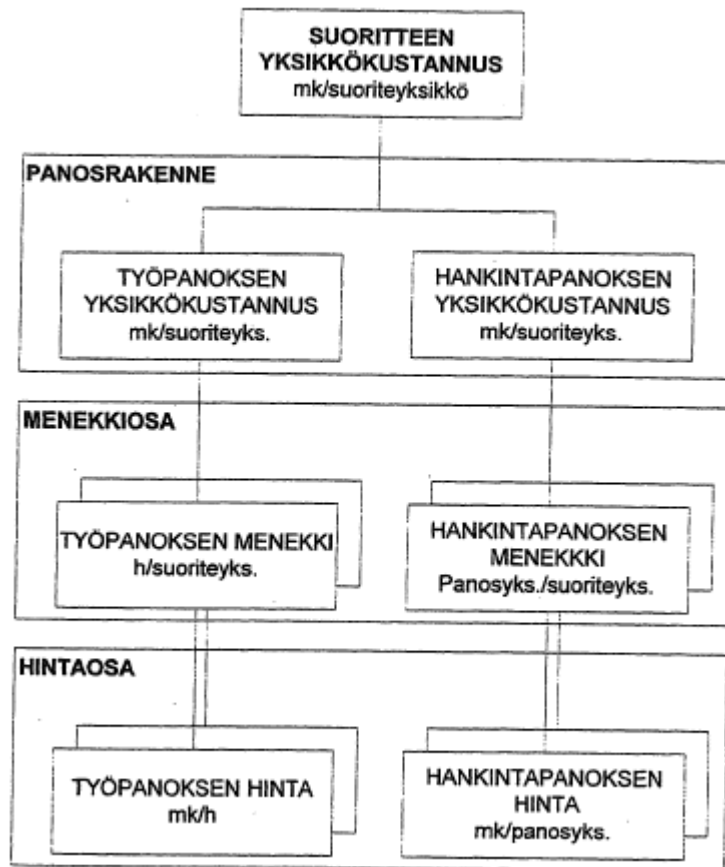 SUORITTEEN
YKSIKKÖKUSTANNUS
mk/suoriteyksikkö
PANOSRAKENNE
TYÖPANOKSEN
YKSIKKÖKUSTANNUS
mk/suoriteyks.
HANKINTAPANOKSEN
YKSIKKÖKUSTANNUS
mk/suoriteyks.
MENEKKIOSA
TYÖPANOKSEN MENEKKI
h/suoriteyks.
HANKINTAPANOKSEN
MENEKKKI
Panosyks./suoriteyks.
HINTAOSA
TYÖPANOKSEN HINTA
mk/h
HANKINTAPANOKSEN
HINTA
mk/panosyks.